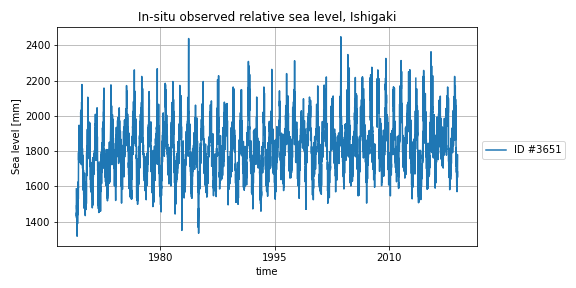 In-situ observed relative sea level, Ishigaki
Sea level [mm]
2400
2200
2000
1800
1600
1400
1980
1995
2010
time
ID #3651